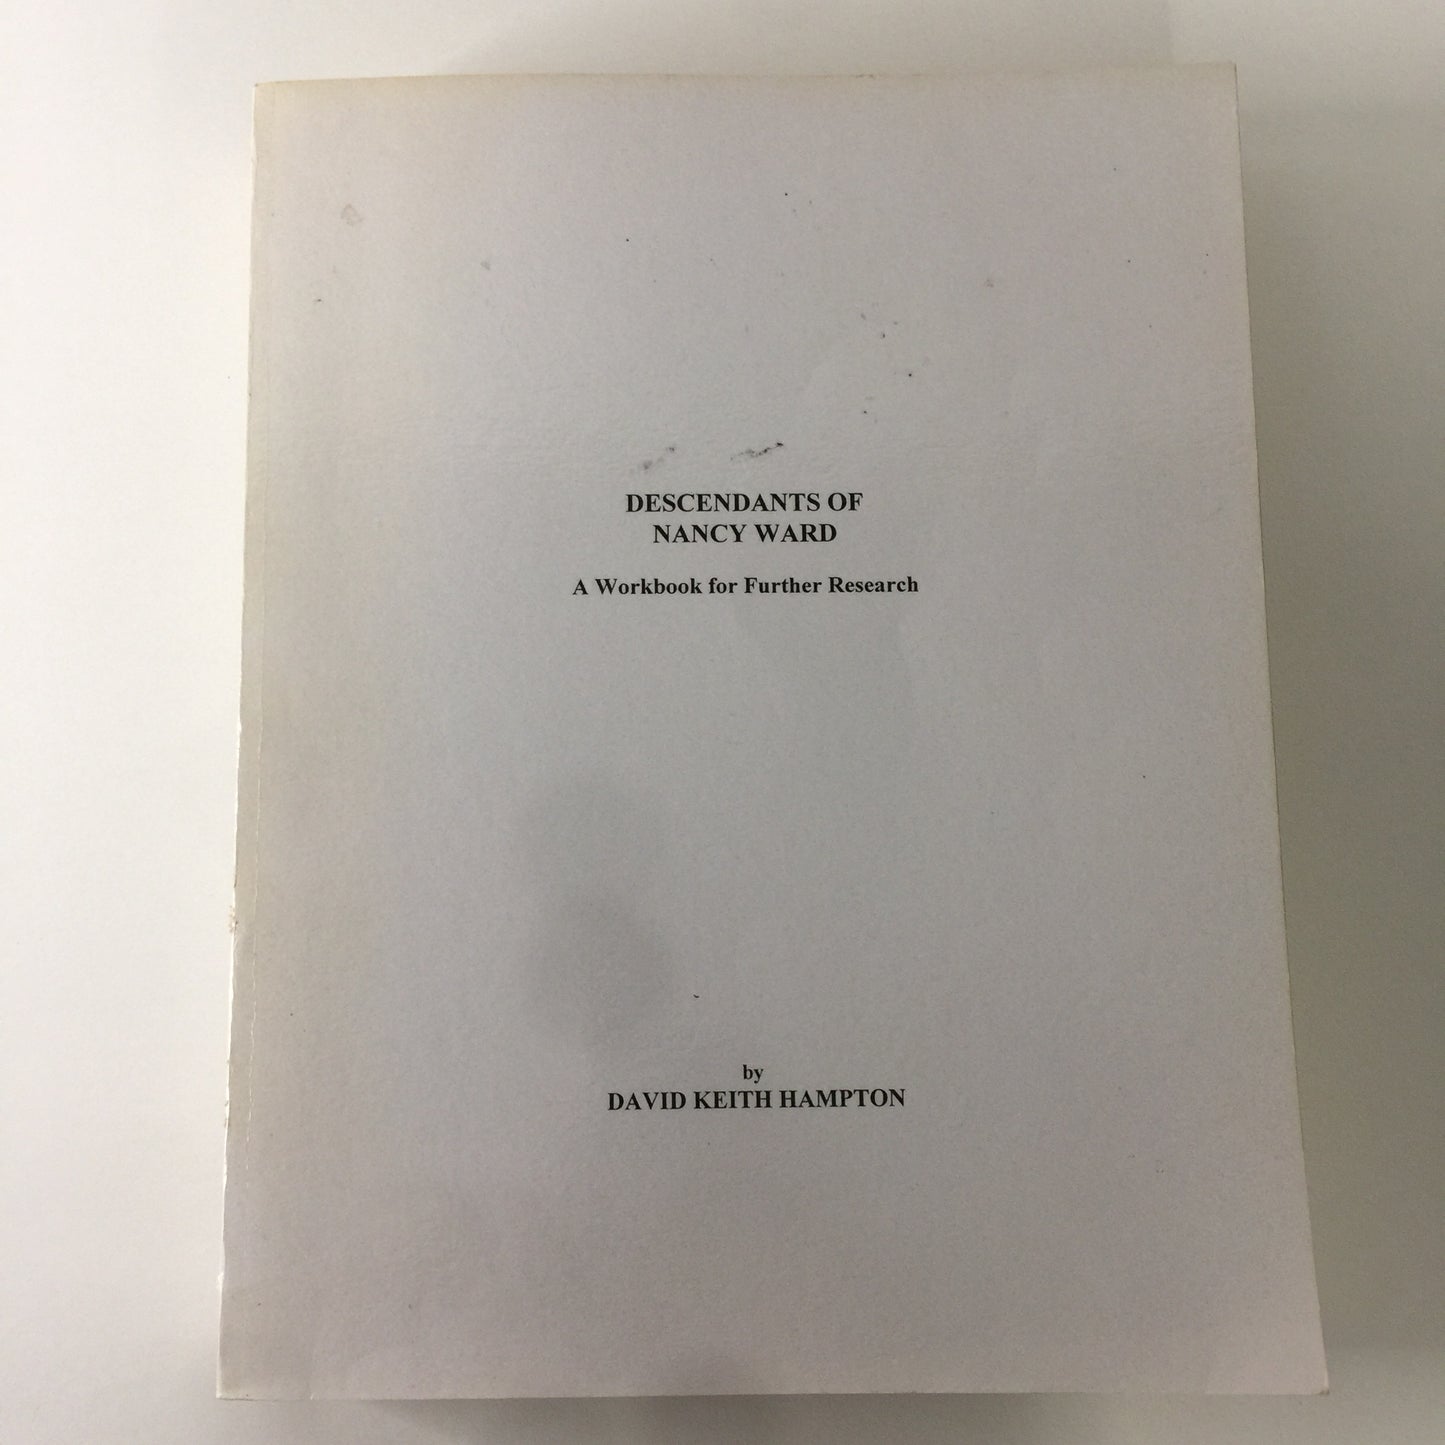 DESCENDANTS OF
NANCY WARD
A Workbook for Further Research
by
DAVID KEITH HAMPTON